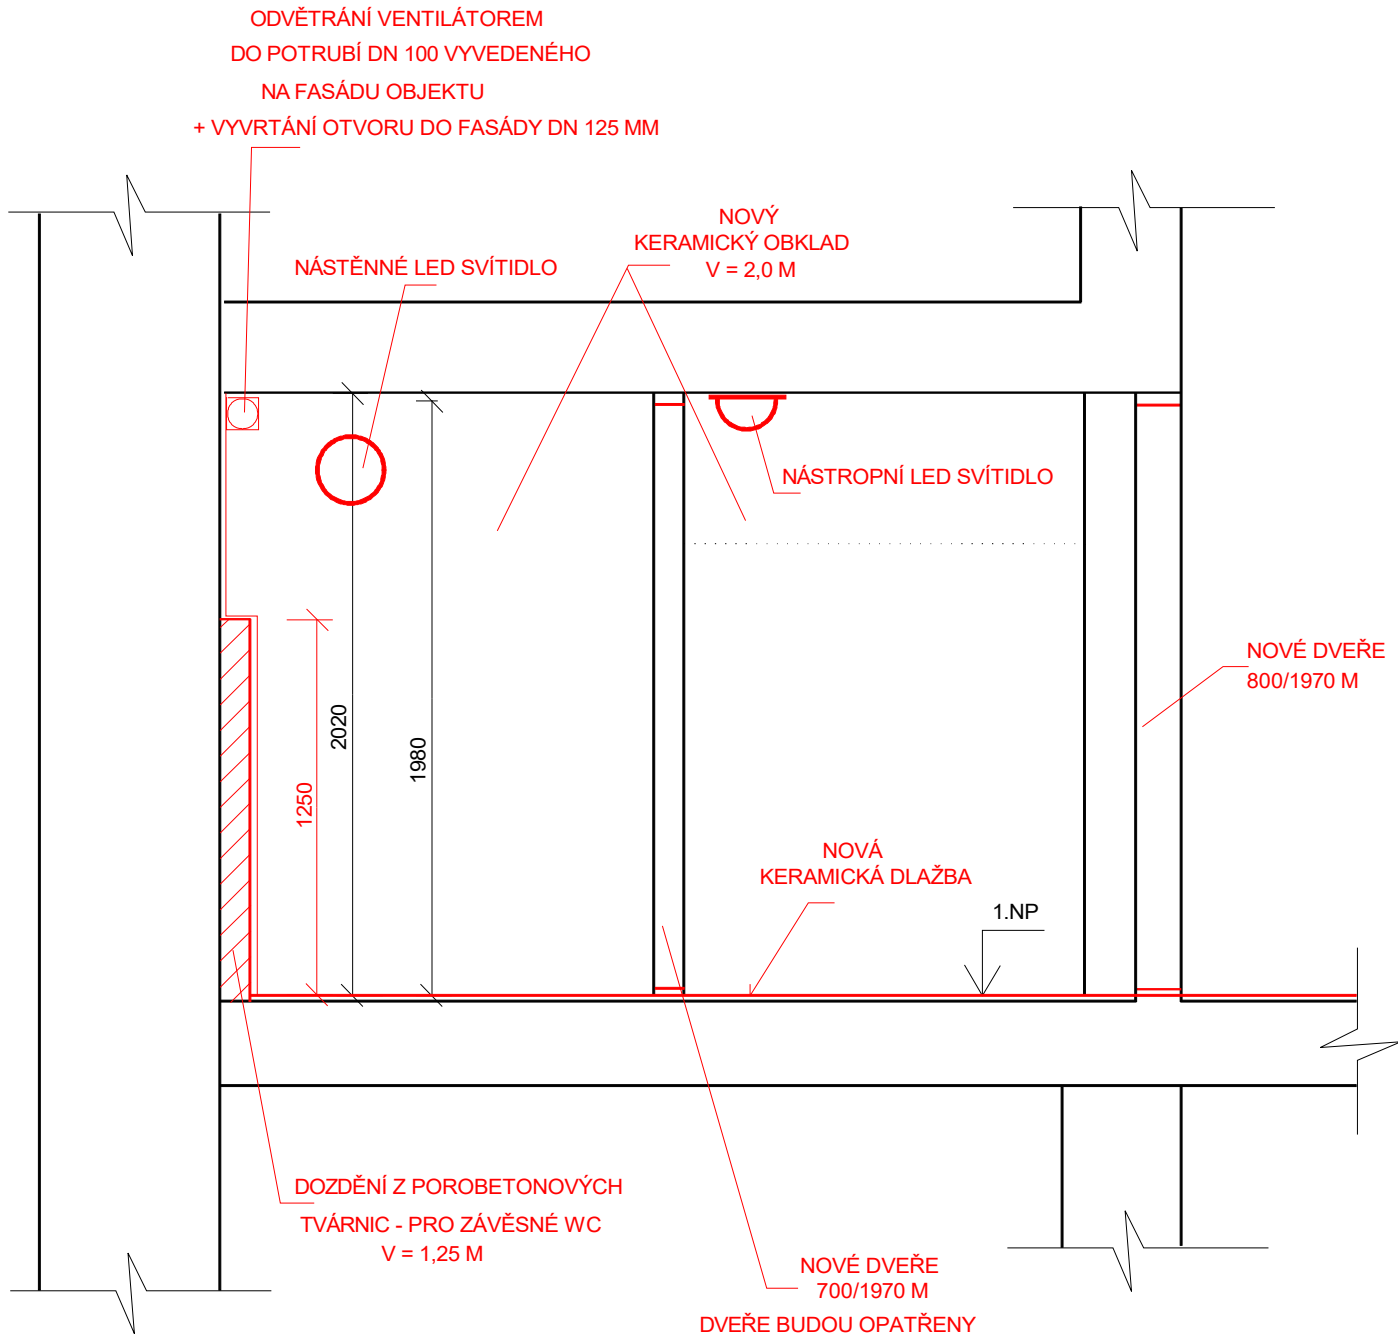 ODVĚTRÁNÍ VENTILÁTOREM
DO POTRUBÍ DN 100 VYVEDENÉHO
NA FASÁDU OBJEKTU
+ VYVRTÁNÍ OTVORU DO FASÁDY DN 125 MM
NOVÝ
KERAMICKÝ OBKLAD
V = 2,0 M
NÁSTĚNNÉ LED SVÍTIDLO
NÁSTROPNÍ LED SVÍTIDLO
NOVÉ DVEŘE
800/1970 M
2020
1980
1250
NOVÁ
KERAMICKÁ DLAŽBA
1.NP
DOZDĚNÍ Z POROBETONOVÝCH
TVÁRNIC - PRO ZÁVĚSNÉ WC
V = 1,25 M
NOVÉ DVEŘE
700/1970 M
DVEŘE BUDOU OPATŘENY